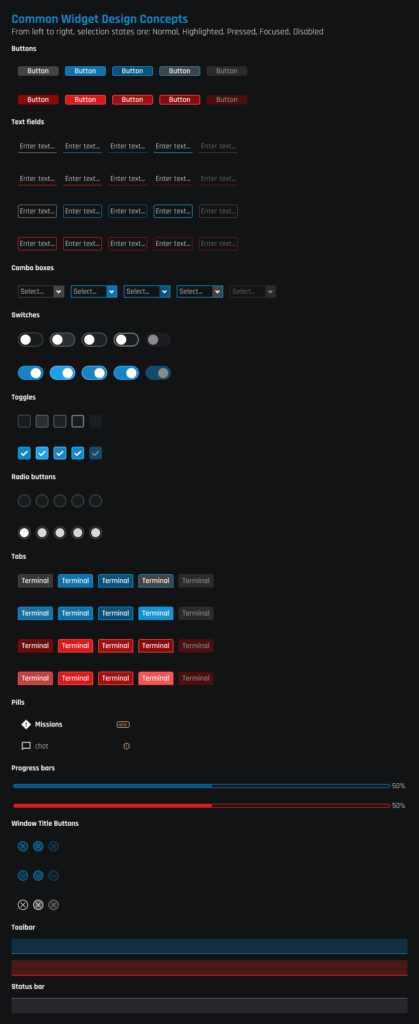 Common Widget Design Concepts
From left to right, selection states are: Normal, Highlighted, Pressed, Focused, Disabled
Buttons
Button Button Button Button Button
Button Button Button Button Button
Text fields
Enter text... Enter text... Enter text... Enter text... Enter text...
Enter text... Enter text... Enter text... Enter text... Enter text...
Enter text... Enter text... Enter text... Enter text... Enter text...
Enter text... Enter text... Enter text... Enter text... Enter text...
Combo boxes
Select... Select... Select... Select... Select...
Switches
Toggles
Radio buttons
Tabs
Terminal Terminal Terminal Terminal Terminal
Terminal Terminal Terminal Terminal Terminal
Terminal Terminal Terminal Terminal Terminal
Terminal Terminal Terminal Terminal Terminal
Pills
Missions NEW
chat
Progress bars
50%
50%
Window Title Buttons
Toolbar
Status bar